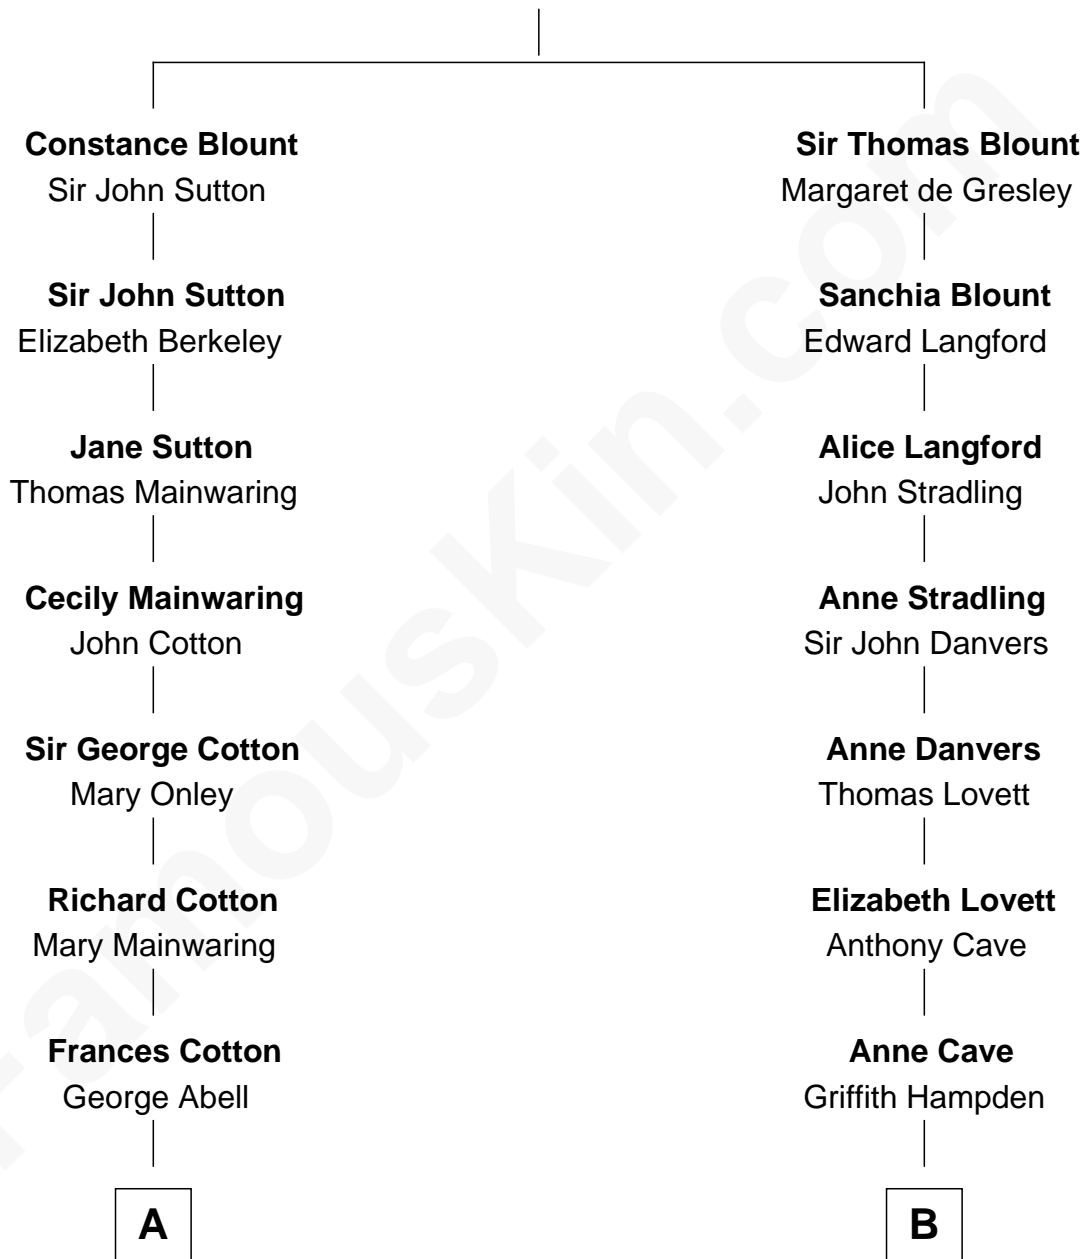 Constance Blount
Sir John Sutton
Sir John Sutton
Elizabeth Berkeley
Jane Sutton
Thomas Mainwaring
Cecily Mainwaring
John Cotton
Sir George Cotton
Mary Onley
Richard Cotton
Mary Mainwaring
Frances Cotton
George Abell
A
Sir Thomas Blount
Margaret de Gresley
Sanchia Blount
Edward Langford
Alice Langford
John Stradling
Anne Stradling
Sir John Danvers
Anne Danvers
Thomas Lovett
Elizabeth Lovett
Anthony Cave
Anne Cave
Griffith Hampden
B
FamousKin.com